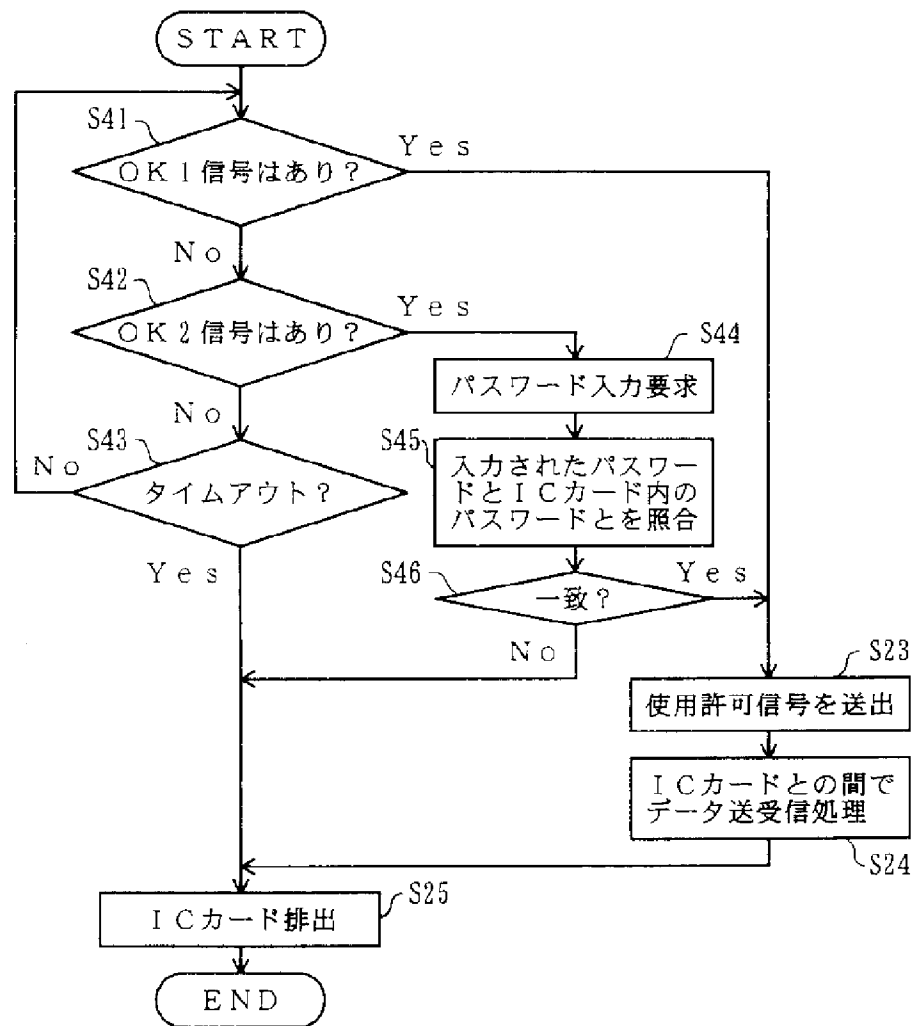 START
S41
OK1信号はあり?
Yes
No
S42
OK2信号はあり?
Yes
No
S44
パスワード入力要求
S43
タイムアウト?
No
Yes
S45
入力されたパスワー
ドとICカード内の
パスワードとを照合
S46
一致?
Yes
No
S23
使用許可信号を送出
ICカードとの間で
データ送受信処理
S24
S25
ICカード排出
END